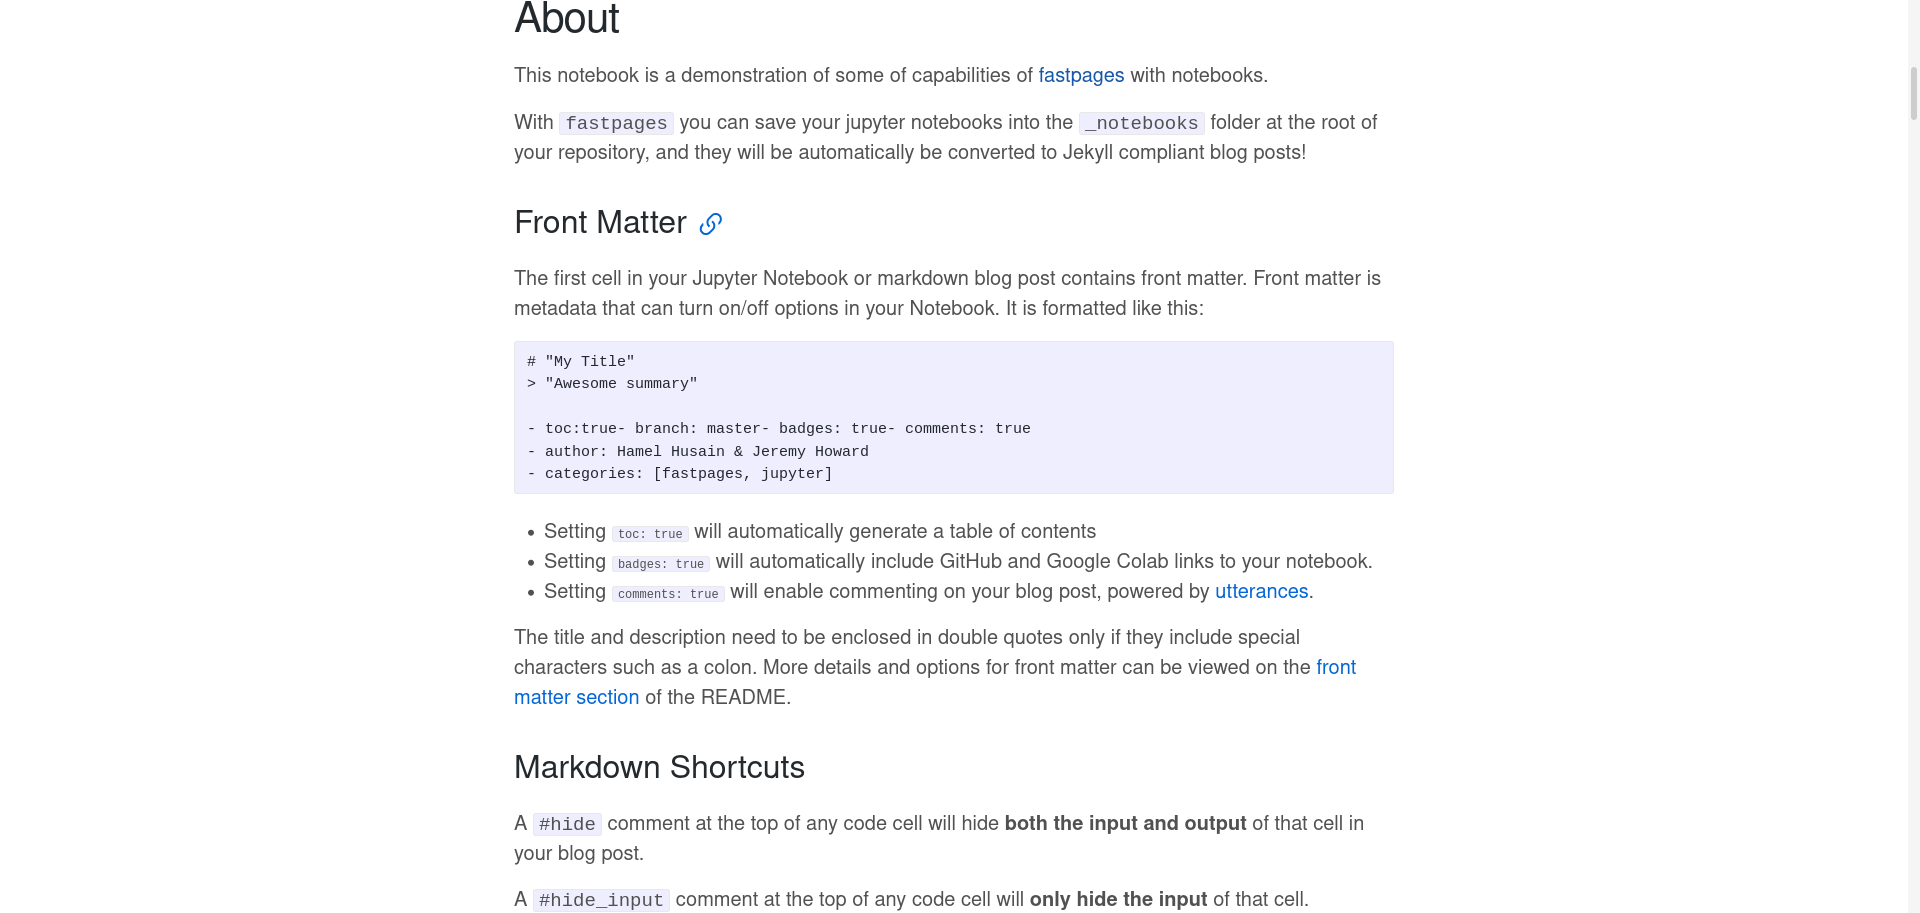 About
This notebook is a demonstration of some of capabilities of fastpages with notebooks.
With fastpages you can save your jupyter notebooks into the _notebooks folder at the root of
your repository, and they will be automatically be converted to Jekyll compliant blog posts!
Front Matter
The first cell in your Jupyter Notebook or markdown blog post contains front matter. Front matter is
metadata that can turn on/off options in your Notebook. It is formatted like this:
# "My Title"
> "Awesome summary"
- toc:true- branch: master- badges: true- comments: true
- author: Hamel Husain & Jeremy Howard
- categories: [fastpages, jupyter]
• Setting toc: true will automatically generate a table of contents
• Setting badges: true will automatically include GitHub and Google Colab links to your notebook.
• Setting comments: true will enable commenting on your blog post, powered by utterances.
The title and description need to be enclosed in double quotes only if they include special
characters such as a colon. More details and options for front matter can be viewed on the front
matter section of the README.
Markdown Shortcuts
A #hide comment at the top of any code cell will hide both the input and output of that cell in
your blog post.
A #hide_input comment at the top of any code cell will only hide the input of that cell.